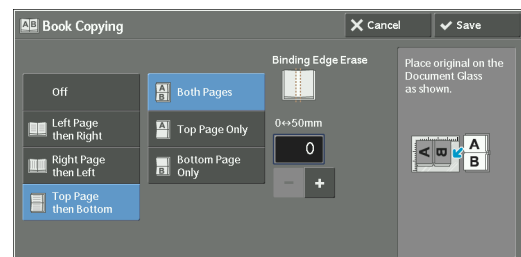 AB Book Copying
Cancel
Save
Off
Left Page
then Right
Right Page
then Left
Top Page
then Bottom
A
B
Both Pages
A
Top Page Only
B
Bottom Page
Only
Binding Edge Erase
0↔50mm
0
−
+
Place original on the
Document Glass
as shown.
A B
A
B